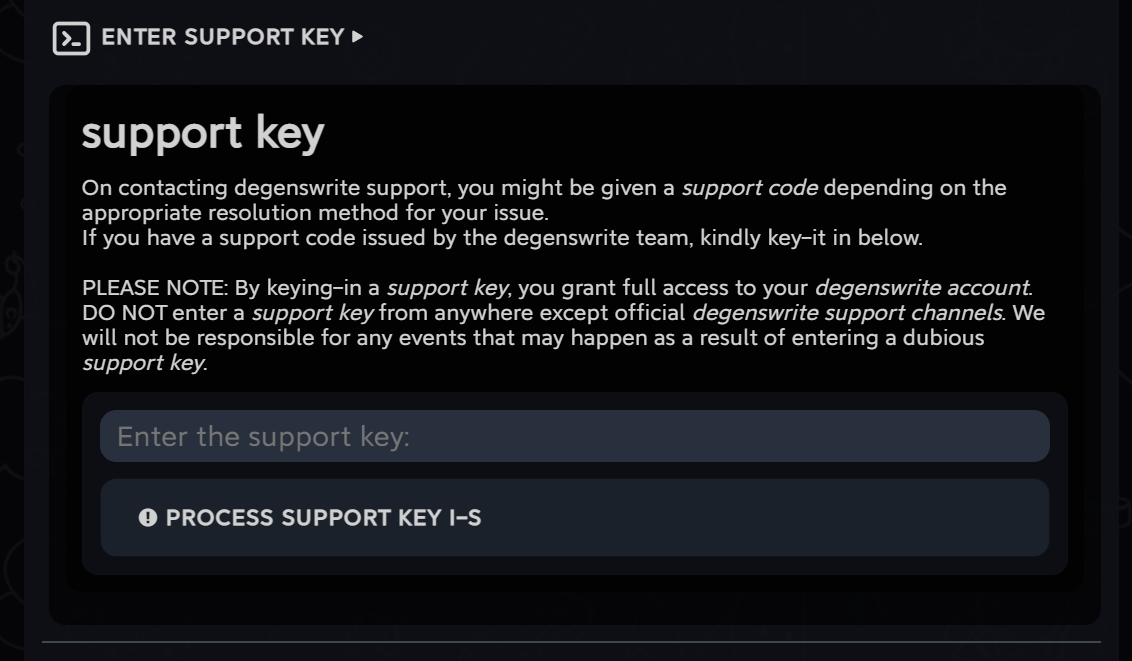 ENTER SUPPORT KEY ▸
support key
On contacting degenswrite support, you might be given a support code depending on the
appropriate resolution method for your issue.
If you have a support code issued by the degenswrite team, kindly key-it in below.
PLEASE NOTE: By keying-in a support key, you grant full access to your degenswrite account.
DO NOT enter a support key from anywhere except official degenswrite support channels. We
will not be responsible for any events that may happen as a result of entering a dubious
support key.
Enter the support key:
PROCESS SUPPORT KEY I-S